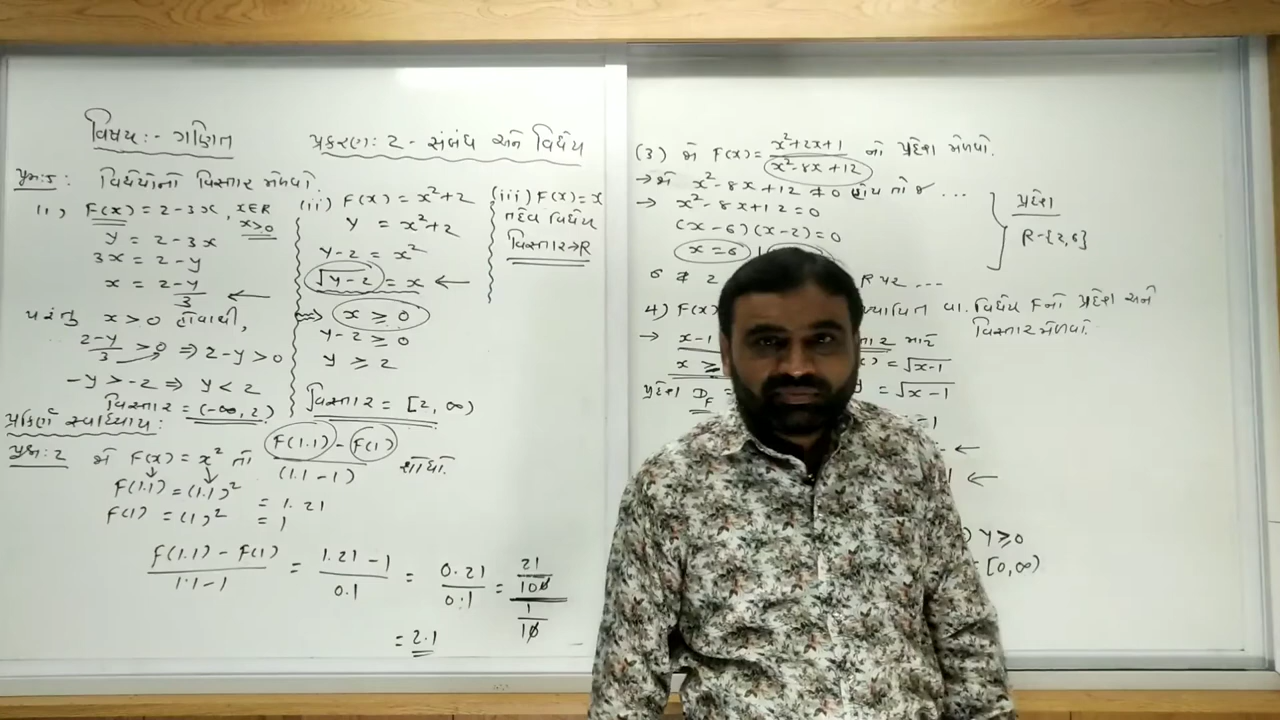 વિષય:- ગણિત
પ્રકરણ: 2 - સંબંધ અને વિધેય
પ્રશ્ન:5: વિધેયોનો વિસ્તાર મેળવો.
(i) F(x) = 2-3x, x∈R
x>0
y = 2-3x
3x = 2-y
x = 2-y/3 ←
પરંતુ x>0 હોવાથી,
2-y/3 >0 ⇒ 2-y>0
-y>-2 ⇒ y<2
વિસ્તાર = (-∞, 2)
(ii) F(x) = x²+2
y = x²+2
y-2 = x²
√y-2 = x ←
⇒ x ≥ 0
y-2 ≥ 0
y ≥ 2
વિસ્તાર = [2, ∞)
(iii) F(x) = x
તદેવ વિધેય
વિસ્તાર→R
પ્રકિર્ણ સ્વાધ્યાય:
પ્રશ્ન:2 જો F(x) = x² તો F(1.1) - F(1) / (1.1-1) શોધો.
F(1.1) = (1.1)² = 1.21
F(1) = (1)² = 1
F(1.1) - F(1) / 1.1-1 = 1.21-1 / 0.1 = 0.21 / 0.1 = 21/100 / 1/10
= 2.1
(3) જો F(x) = x²+2x+1 / x²-8x+12 નો પ્રદેશ મેળવો.
→ જો x²-8x+12 ≠ 0 હોય તો જ ...
→ x²-8x+12=0
(x-6)(x-2)=0
x=6
6 2 R પર ...
પ્રદેશ
R-{2,6}
4) F(x) વ્યાખ્યાયિત વા. વિધેય F નો પ્રદેશ અને
વિસ્તાર મેળવો.
→ x-1 માટે
x ≥ = √x-1
પ્રદેશ D_F = = √x-1
←
←
y≥0
[0,∞)